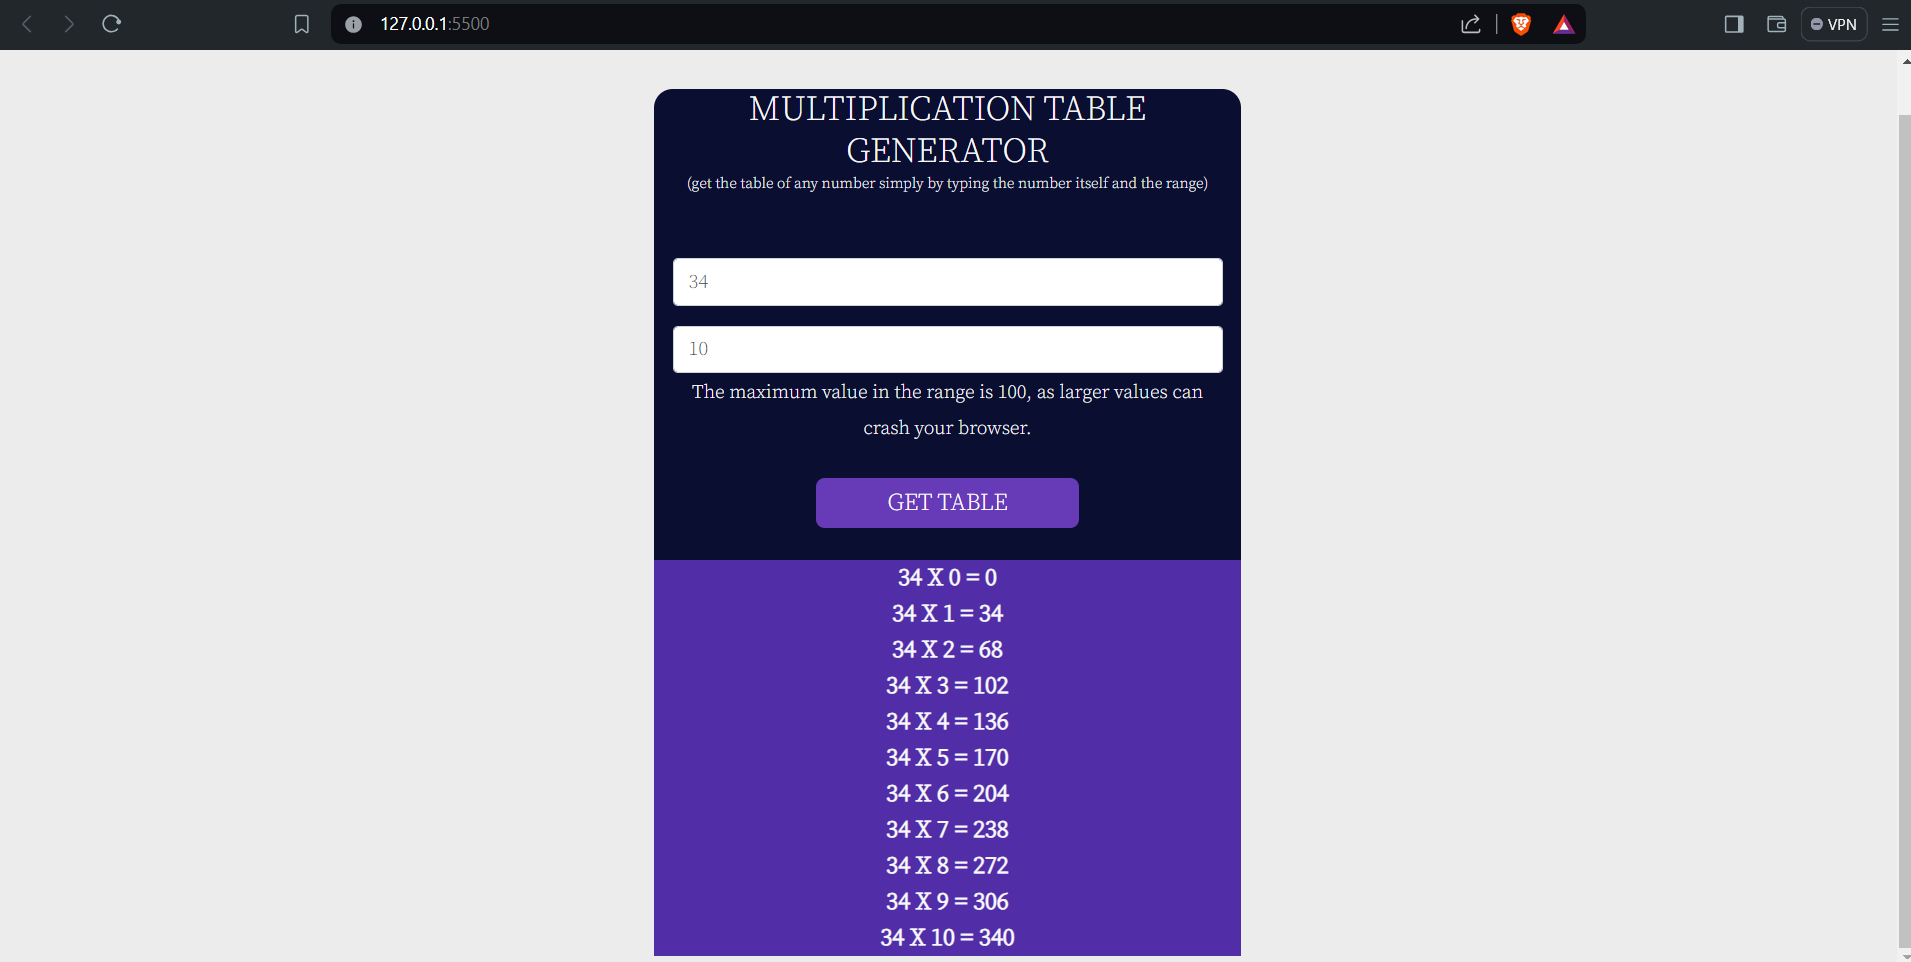 127.0.0.1:5500
VPN
MULTIPLICATION TABLE
GENERATOR
(get the table of any number simply by typing the number itself and the range)
34
10
The maximum value in the range is 100, as larger values can
crash your browser.
GET TABLE
34 X 0 = 0
34 X 1 = 34
34 X 2 = 68
34 X 3 = 102
34 X 4 = 136
34 X 5 = 170
34 X 6 = 204
34 X 7 = 238
34 X 8 = 272
34 X 9 = 306
34 X 10 = 340